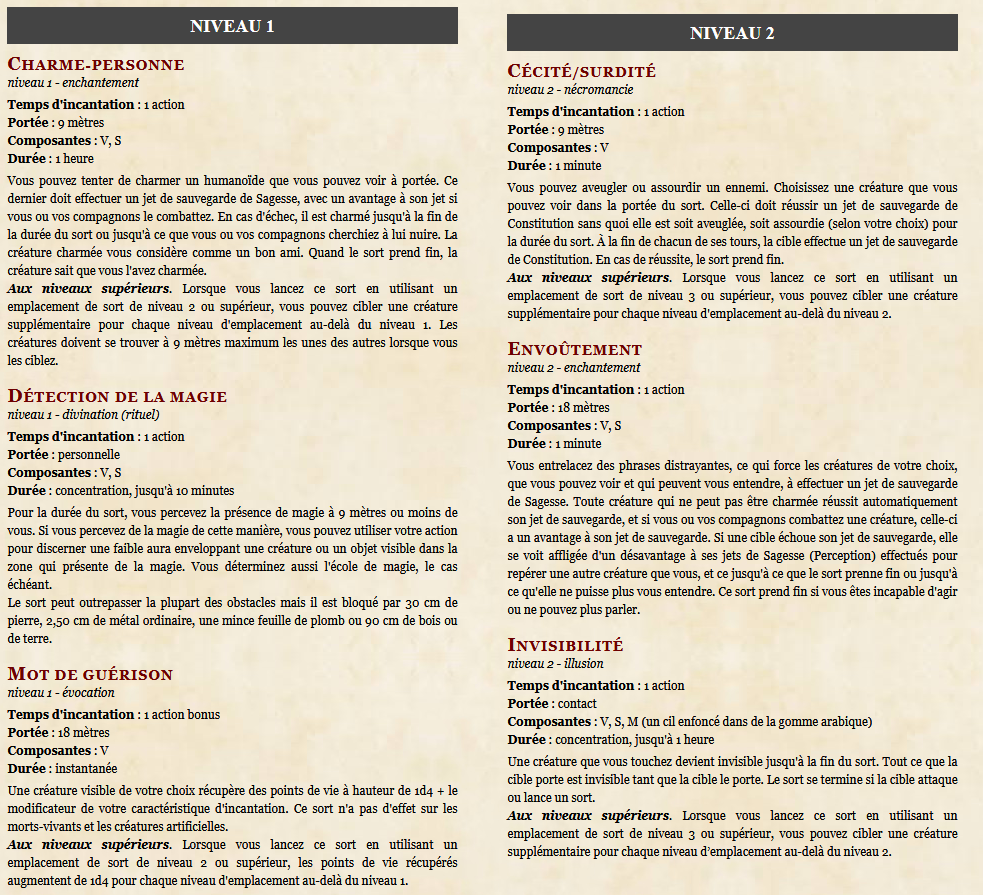 NIVEAU 1
CHARME-PERSONNE
niveau 1 - enchantement
Temps d'incantation : 1 action
Portée : 9 mètres
Composantes : V, S
Durée : 1 heure
Vous pouvez tenter de charmer un humanoïde que vous pouvez voir à portée. Ce
dernier doit effectuer un jet de sauvegarde de Sagesse, avec un avantage à son jet si
vous ou vos compagnons le combattez. En cas d'échec, il est charmé jusqu'à la fin de
la durée du sort ou jusqu'à ce que vous ou vos compagnons cherchiez à lui nuire. La
créature charmée vous considère comme un bon ami. Quand le sort prend fin, la
créature sait que vous l'avez charmée.
Aux niveaux supérieurs. Lorsque vous lancez ce sort en utilisant un
emplacement de sort de niveau 2 ou supérieur, vous pouvez cibler une créature
supplémentaire pour chaque niveau d'emplacement au-delà du niveau 1. Les
créatures doivent se trouver à 9 mètres maximum les unes des autres lorsque vous
les ciblez.
DÉTECTION DE LA MAGIE
niveau 1 - divination (rituel)
Temps d'incantation : 1 action
Portée : personnelle
Composantes : V, S
Durée : concentration, jusqu'à 10 minutes
Pour la durée du sort, vous percevez la présence de magie à 9 mètres ou moins de
vous. Si vous percevez de la magie de cette manière, vous pouvez utiliser votre action
pour discerner une faible aura enveloppant une créature ou un objet visible dans la
zone qui présente de la magie. Vous déterminez aussi l'école de magie, le cas
échéant.
Le sort peut outrepasser la plupart des obstacles mais il est bloqué par 30 cm de
pierre, 2,50 cm de métal ordinaire, une mince feuille de plomb ou 90 cm de bois ou
de terre.
MOT DE GUÉRISON
niveau 1 - évocation
Temps d'incantation : 1 action bonus
Portée : 18 mètres
Composantes : V
Durée : instantanée
Une créature visible de votre choix récupère des points de vie à hauteur de 1d4 + le
modificateur de votre caractéristique d'incantation. Ce sort n'a pas d'effet sur les
morts-vivants et les créatures artificielles.
Aux niveaux supérieurs. Lorsque vous lancez ce sort en utilisant un
emplacement de sort de niveau 2 ou supérieur, les points de vie récupérés
augmentent de 1d4 pour chaque niveau d'emplacement au-delà du niveau 1.
NIVEAU 2
CÉCITÉ/SURDITÉ
niveau 2 - nécromancie
Temps d'incantation : 1 action
Portée : 9 mètres
Composantes : V
Durée : 1 minute
Vous pouvez aveugler ou assourdir un ennemi. Choisissez une créature que vous
pouvez voir dans la portée du sort. Celle-ci doit réussir un jet de sauvegarde de
Constitution sans quoi elle est soit aveuglée, soit assourdie (selon votre choix) pour
la durée du sort. À la fin de chacun de ses tours, la cible effectue un jet de sauvegarde
de Constitution. En cas de réussite, le sort prend fin.
Aux niveaux supérieurs. Lorsque vous lancez ce sort en utilisant un
emplacement de sort de niveau 3 ou supérieur, vous pouvez cibler une créature
supplémentaire pour chaque niveau d'emplacement au-delà du niveau 2.
ENVOÛTEMENT
niveau 2 - enchantement
Temps d'incantation : 1 action
Portée : 18 mètres
Composantes : V, S
Durée : 1 minute
Vous entrelacez des phrases distrayantes, ce qui force les créatures de votre choix,
que vous pouvez voir et qui peuvent vous entendre, à effectuer un jet de sauvegarde
de Sagesse. Toute créature qui ne peut pas être charmée réussit automatiquement
son jet de sauvegarde, et si vous ou vos compagnons combattez une créature, celle-ci
a un avantage à son jet de sauvegarde. Si une cible échoue son jet de sauvegarde, elle
se voit affligée d'un désavantage à ses jets de Sagesse (Perception) effectués pour
repérer une autre créature que vous, et ce jusqu'à ce que le sort prenne fin ou jusqu'à
ce qu'elle ne puisse plus vous entendre. Ce sort prend fin si vous êtes incapable d'agir
ou ne pouvez plus parler.
INVISIBILITÉ
niveau 2 - illusion
Temps d'incantation : 1 action
Portée : contact
Composantes : V, S, M (un cil enfoncé dans de la gomme arabique)
Durée : concentration, jusqu'à 1 heure
Une créature que vous touchez devient invisible jusqu'à la fin du sort. Tout ce que la
cible porte est invisible tant que la cible le porte. Le sort se termine si la cible attaque
ou lance un sort.
Aux niveaux supérieurs. Lorsque vous lancez ce sort en utilisant un
emplacement de sort de niveau 3 ou supérieur, vous pouvez cibler une créature
supplémentaire pour chaque niveau d’emplacement au-delà du niveau 2.